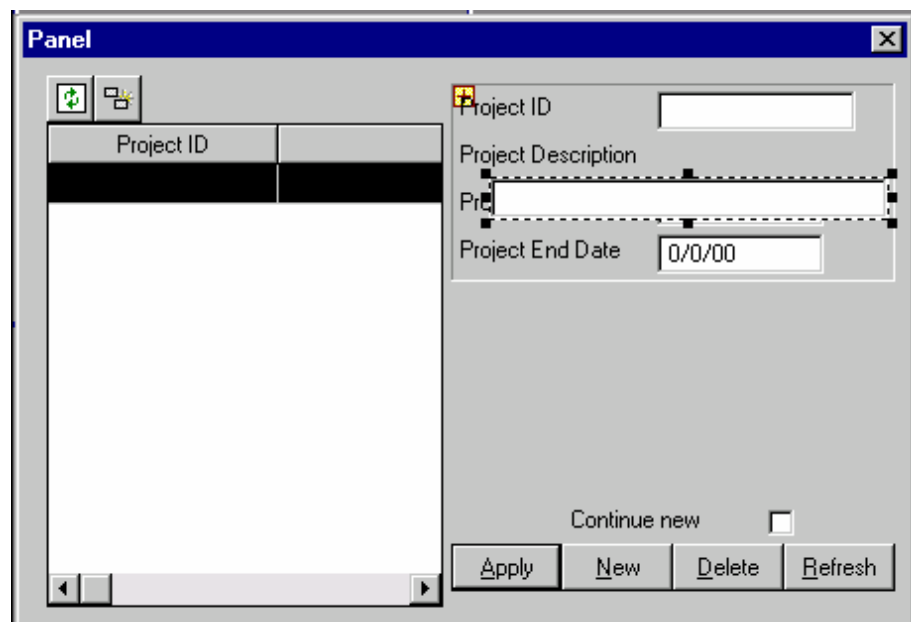 Panel
Project ID
Project ID
Project Description
Project End Date
0/0/00
Continue new
Apply
New
Delete
Refresh